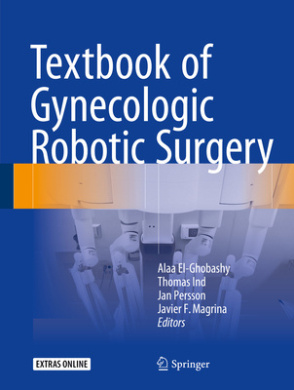 Textbook of
Gynecologic
Robotic Surgery
Alaa El-Ghobashy
Thomas Ind
Jan Persson
Javier F. Magrina
Editors
EXTRAS ONLINE
Springer